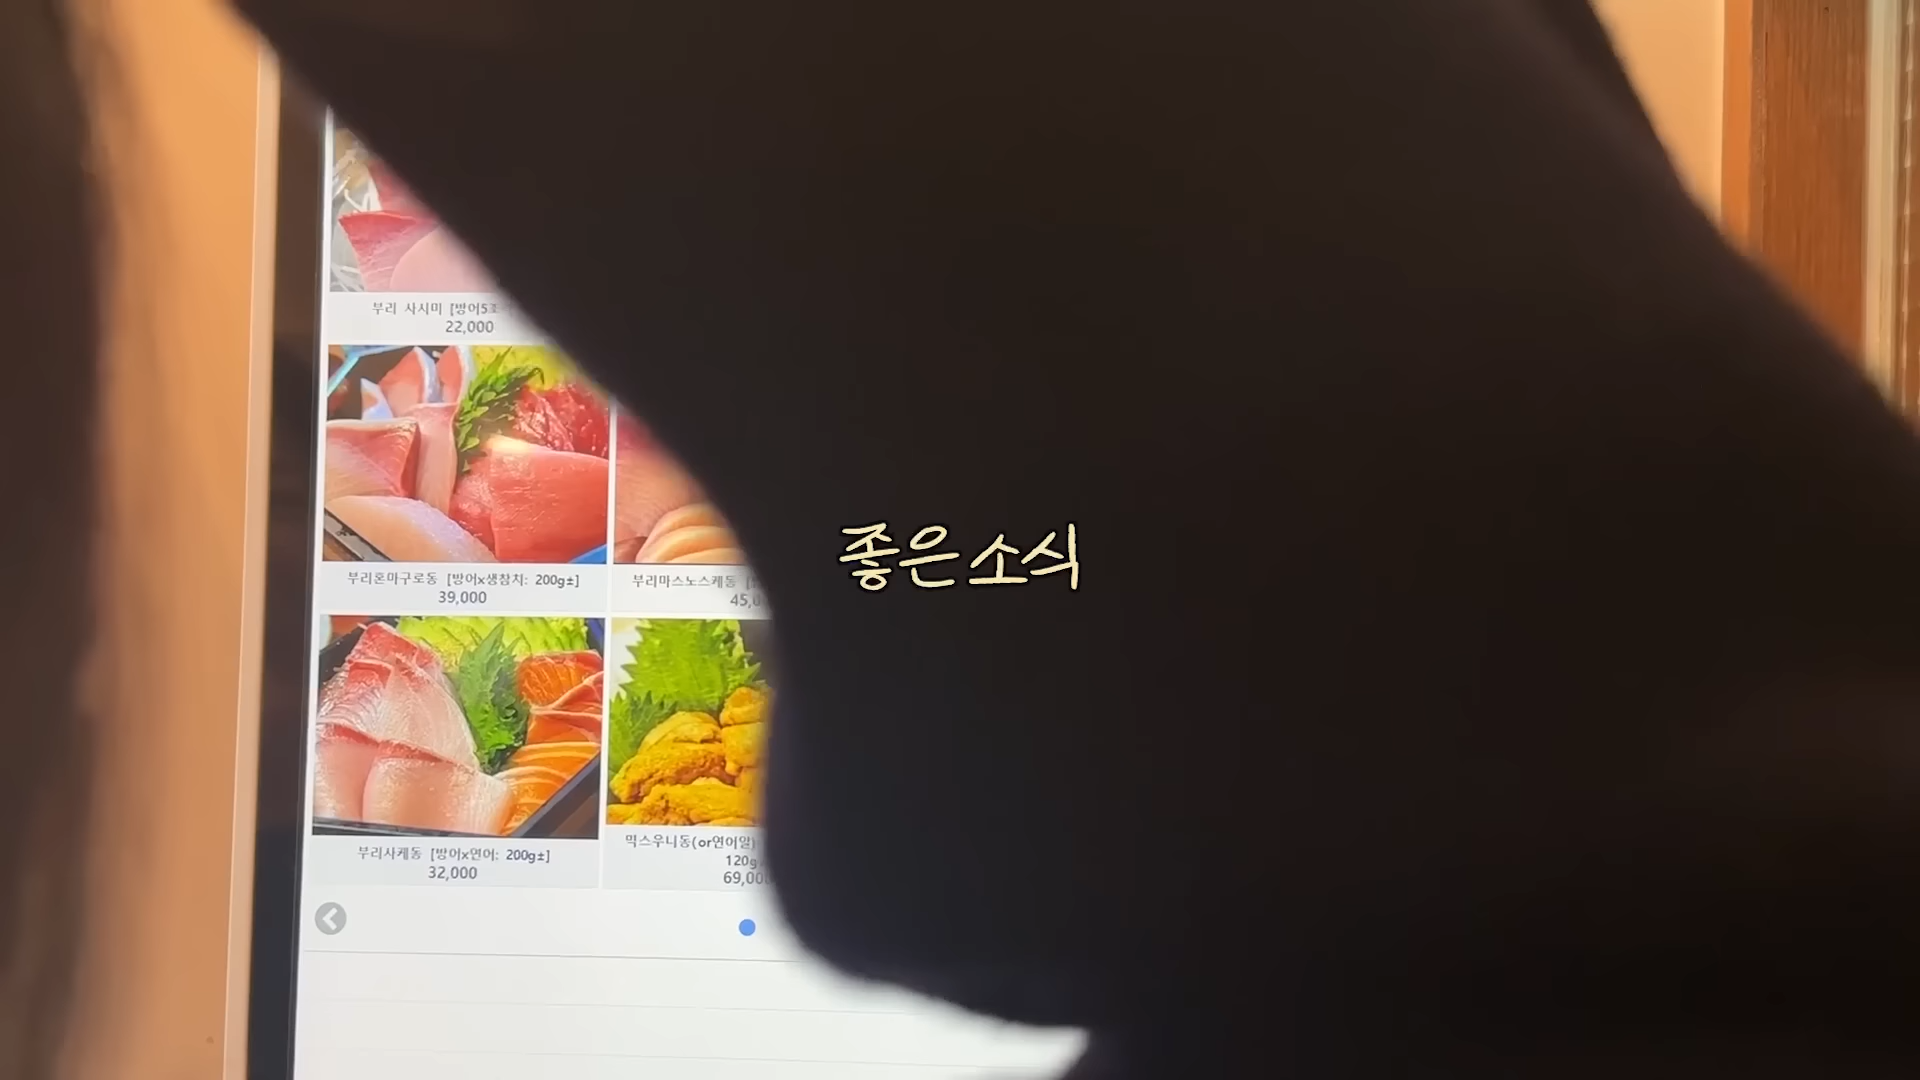 부리 사시미 [방어5
22,000
부리혼마구로동 [방어x생참치: 200g±]
39,000
부리마스노스케동
45,0
좋은소식
부리사케동 [방어x연어: 200g±]
32,000
믹스우니동(or연어알)
120g
69,000